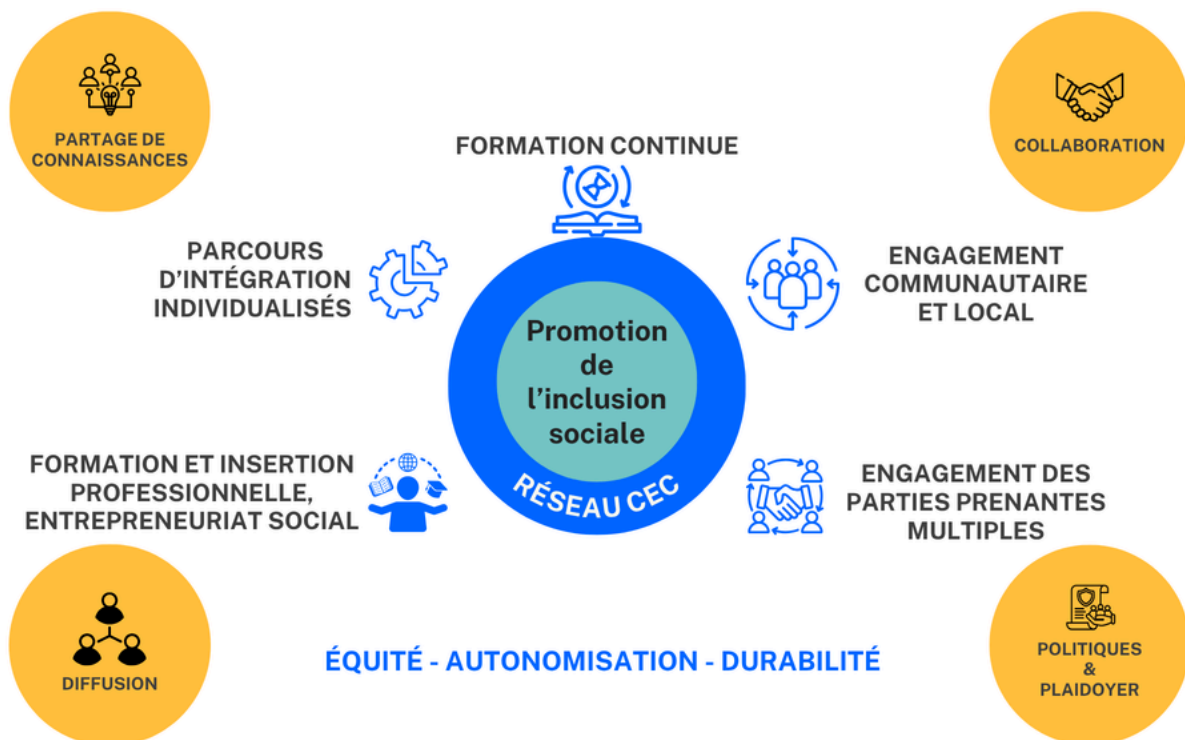 PARTAGE DE
CONNAISSANCES
COLLABORATION
FORMATION CONTINUE
PARCOURS
D’INTÉGRATION
INDIVIDUALISÉS
ENGAGEMENT
COMMUNAUTAIRE
ET LOCAL
Promotion
de
l’inclusion
sociale
RÉSEAU CEC
FORMATION ET INSERTION
PROFESSIONNELLE,
ENTREPRENEURIAT SOCIAL
ENGAGEMENT DES
PARTIES PRENANTES
MULTIPLES
DIFFUSION
ÉQUITÉ - AUTONOMISATION - DURABILITÉ
POLITIQUES
&
PLAIDOYER